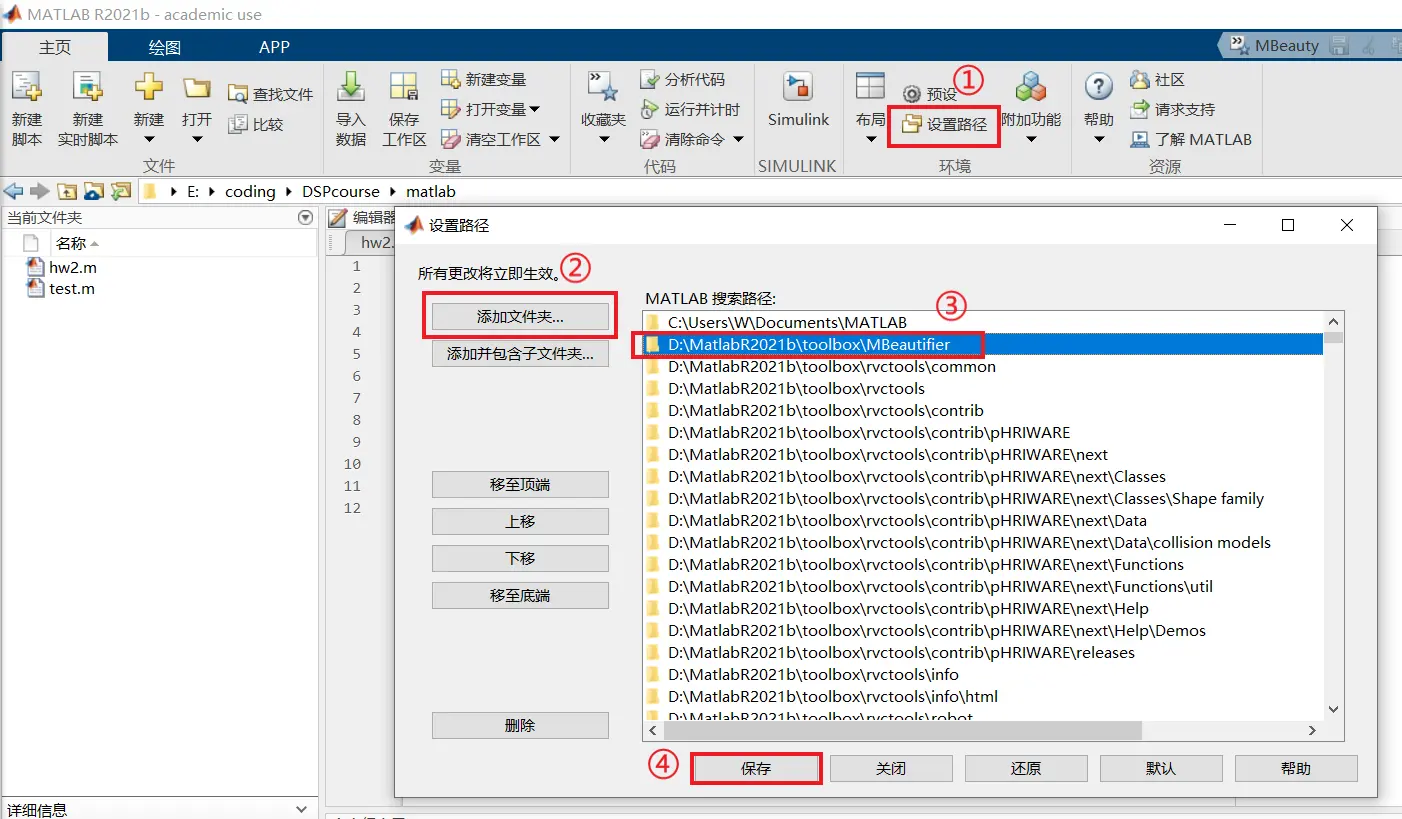 MATLAB R2021b - academic use
主页 绘图 APP MBeauty
新建脚本 新建实时脚本 新建 打开 查找文件 比较
文件
导入数据 保存工作区 新建变量 打开变量 清空工作区
变量
收藏夹 分析代码 运行并计时 清除命令
代码
Simulink
SIMULINK
布局 预设 ① 设置路径 附加功能
环境
帮助 社区 请求支持 了解 MATLAB
资源
E: coding DSPcourse matlab
当前文件夹
名称
hw2.m
test.m
详细信息
编辑器
hw2.
1
2
3
4
5
6
7
8
9
10
11
12
设置路径
所有更改将立即生效。②
添加文件夹...
添加并包含子文件夹...
移至顶端
上移
下移
移至底端
删除
MATLAB 搜索路径: ③
C:\Users\W\Documents\MATLAB
D:\MatlabR2021b\toolbox\MBeautifier
D:\MatlabR2021b\toolbox\rvctools\common
D:\MatlabR2021b\toolbox\rvctools
D:\MatlabR2021b\toolbox\rvctools\contrib
D:\MatlabR2021b\toolbox\rvctools\contrib\pHRIWARE
D:\MatlabR2021b\toolbox\rvctools\contrib\pHRIWARE\next
D:\MatlabR2021b\toolbox\rvctools\contrib\pHRIWARE\next\Classes
D:\MatlabR2021b\toolbox\rvctools\contrib\pHRIWARE\next\Classes\Shape family
D:\MatlabR2021b\toolbox\rvctools\contrib\pHRIWARE\next\Data
D:\MatlabR2021b\toolbox\rvctools\contrib\pHRIWARE\next\Data\collision models
D:\MatlabR2021b\toolbox\rvctools\contrib\pHRIWARE\next\Functions
D:\MatlabR2021b\toolbox\rvctools\contrib\pHRIWARE\next\Functions\util
D:\MatlabR2021b\toolbox\rvctools\contrib\pHRIWARE\next\Help
D:\MatlabR2021b\toolbox\rvctools\contrib\pHRIWARE\next\Help\Demos
D:\MatlabR2021b\toolbox\rvctools\contrib\pHRIWARE\releases
D:\MatlabR2021b\toolbox\rvctools\info
D:\MatlabR2021b\toolbox\rvctools\info\html
D:\MatlabR2021b\toolbox\rvctools\robot
④ 保存 关闭 还原 默认 帮助